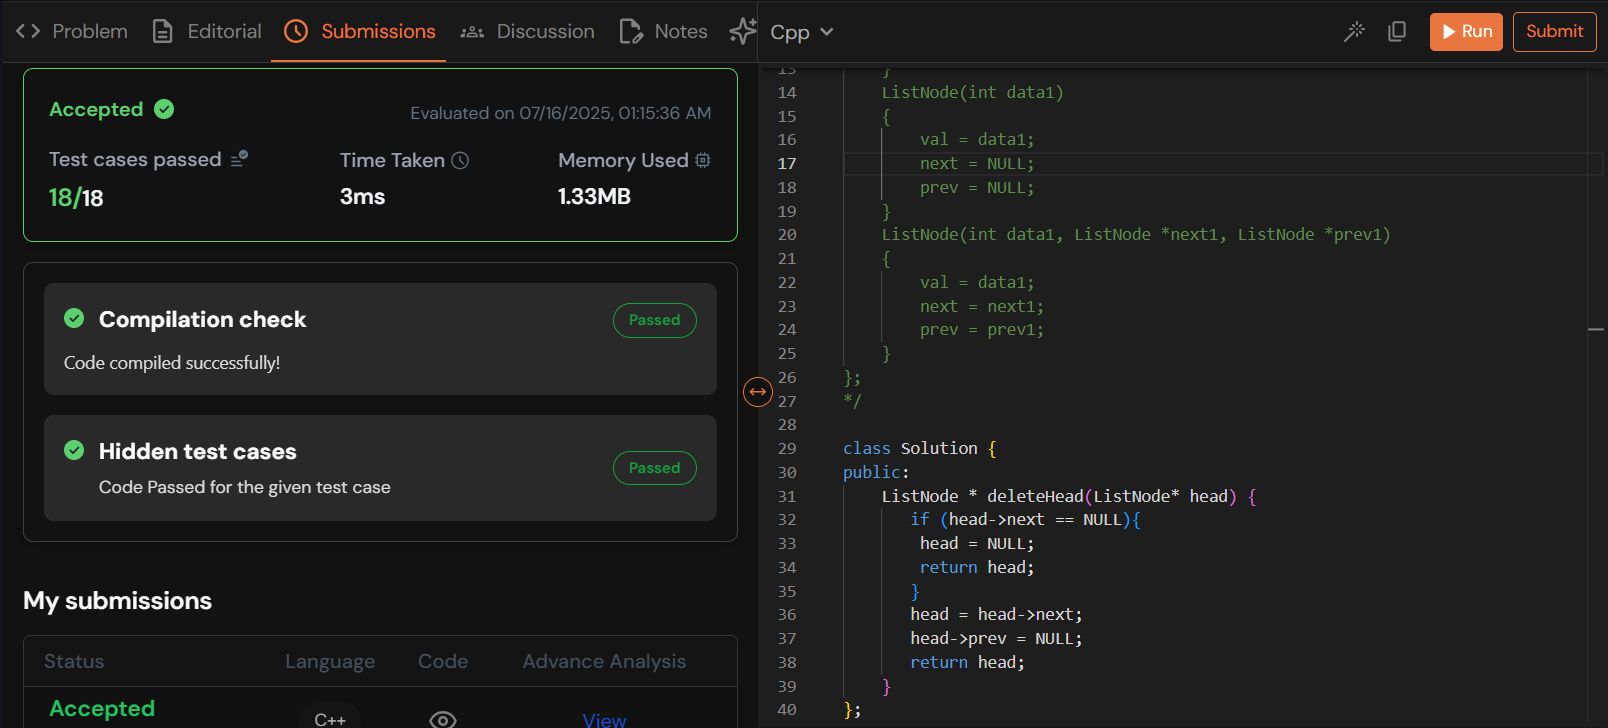 <> Problem Editorial Submissions Discussion Notes
Cpp Run Submit
Accepted
Evaluated on 07/16/2025, 01:15:36 AM
Test cases passed Time Taken Memory Used
18/18 3ms 1.33MB
Compilation check Passed
Code compiled successfully!
Hidden test cases Passed
Code Passed for the given test case
My submissions
Status Language Code Advance Analysis
Accepted C++ View
13 }
14 ListNode(int data1)
15 {
16 val = data1;
17 next = NULL;
18 prev = NULL;
19 }
20 ListNode(int data1, ListNode *next1, ListNode *prev1)
21 {
22 val = data1;
23 next = next1;
24 prev = prev1;
25 }
26 };
27 */
28
29 class Solution {
30 public:
31 ListNode * deleteHead(ListNode* head) {
32 if (head->next == NULL){
33 head = NULL;
34 return head;
35 }
36 head = head->next;
37 head->prev = NULL;
38 return head;
39 }
40 };